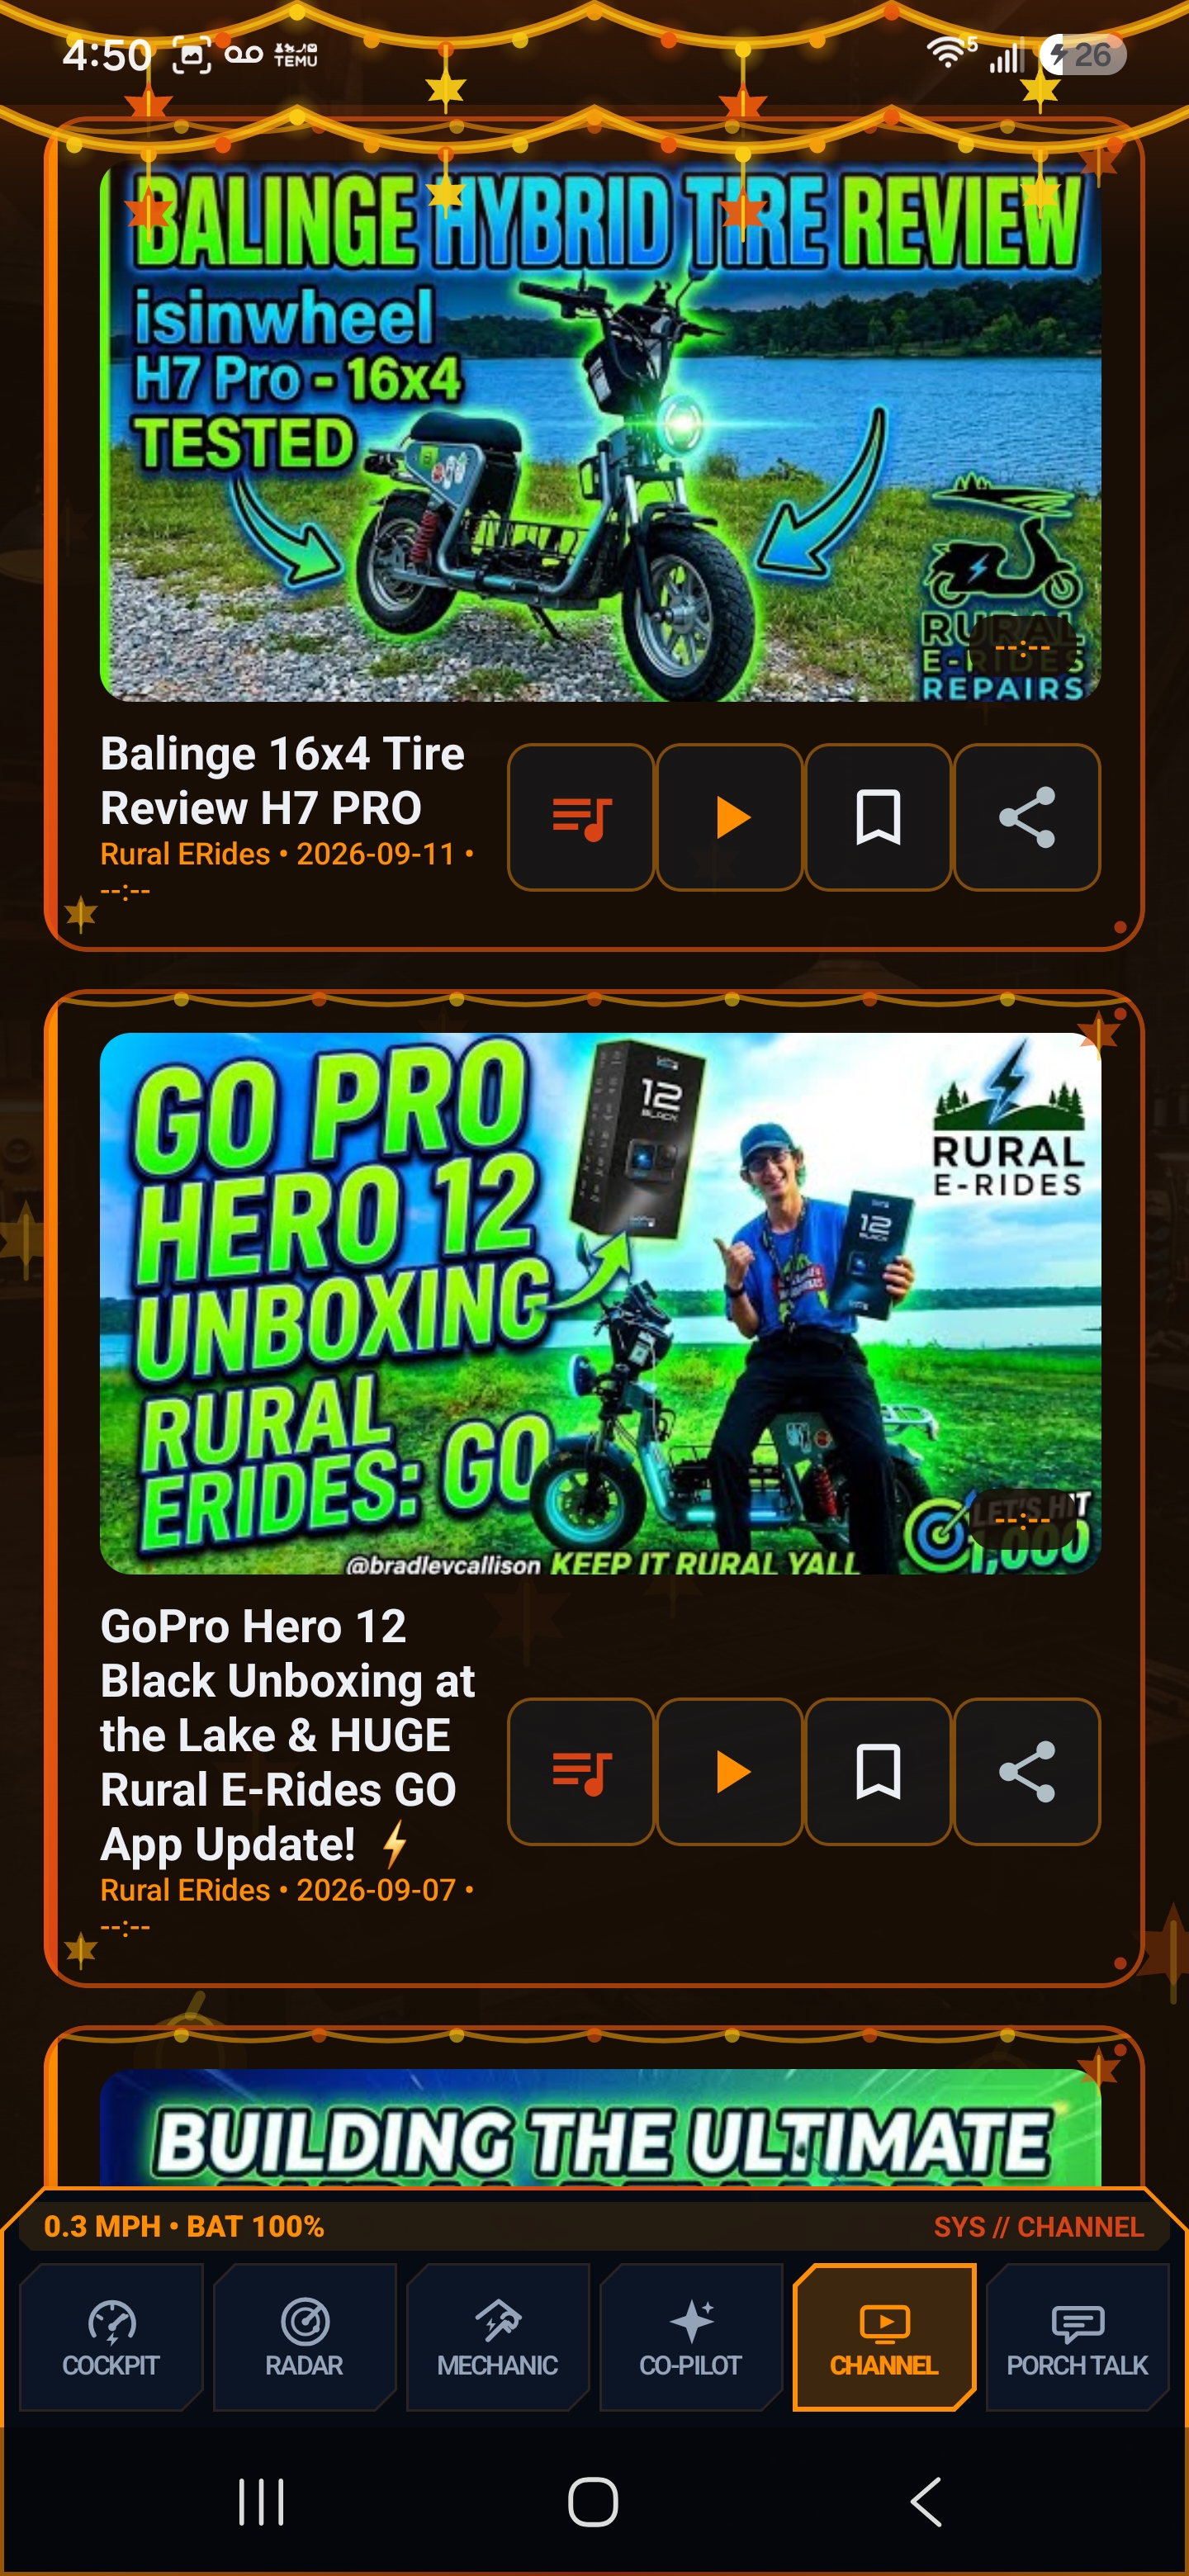 4:50 TEMU 5 26
BALINGE HYBRID TIRE REVIEW
isinwheel
H7 Pro - 16x4
TESTED
RURAL
E-RIDES
REPAIRS
--:--
Balinge 16x4 Tire
Review H7 PRO
Rural ERides • 2026-09-11 •
--:--
GO PRO
HERO 12
UNBOXING
RURAL
ERIDES: GO
12
BLACK
12
BLACK
RURAL
E-RIDES
LET'S HIT
1,000
--:--
@bradleycallison KEEP IT RURAL YALL
GoPro Hero 12
Black Unboxing at
the Lake & HUGE
Rural E-Rides GO
App Update! ⚡
Rural ERides • 2026-09-07 •
--:--
BUILDING THE ULTIMATE
0.3 MPH • BAT 100% SYS // CHANNEL
COCKPIT RADAR MECHANIC CO-PILOT CHANNEL PORCH TALK